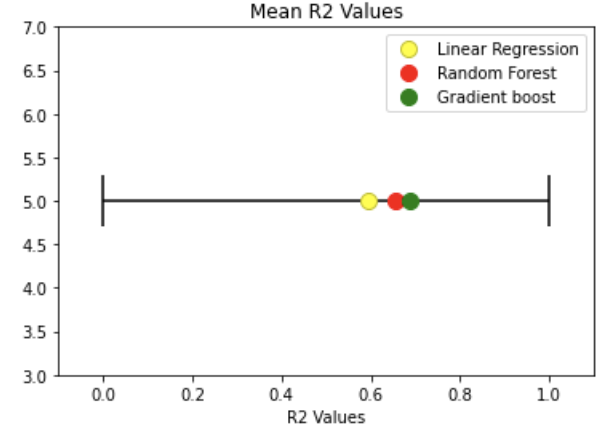 Mean R2 Values
7.0
6.5
6.0
5.5
5.0
4.5
4.0
3.5
3.0
Linear Regression
Random Forest
Gradient boost
0.0 0.2 0.4 0.6 0.8 1.0
R2 Values